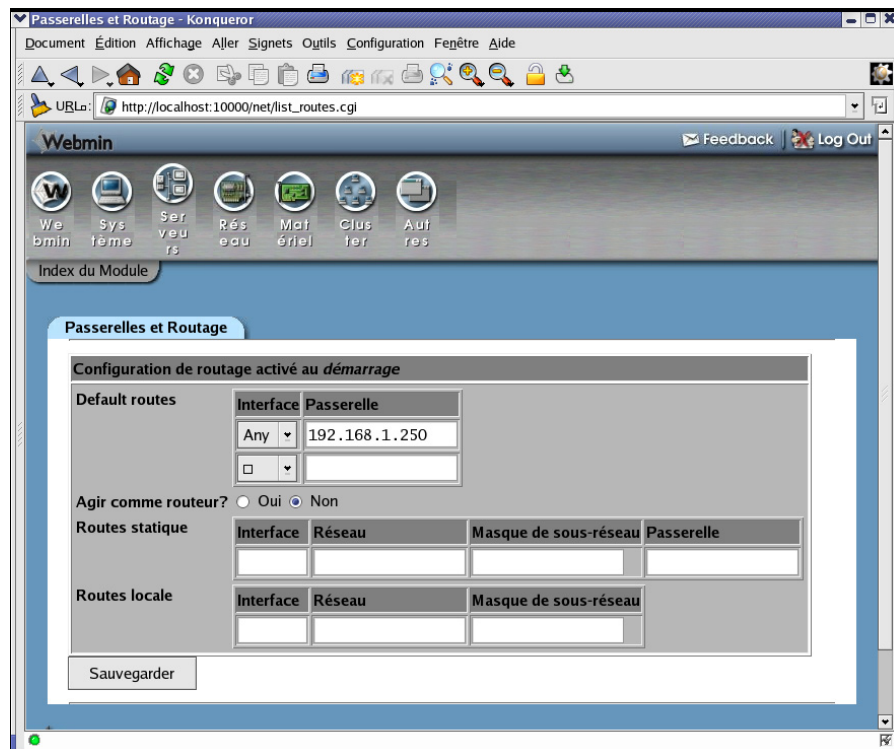 Passerelles et Routage - Konqueror
Document Édition Affichage Aller Signets Outils Configuration Fenêtre Aide
URL: http://localhost:10000/net/list_routes.cgi
Webmin Feedback Log Out
We
bmin
Sys
tème
Ser
veu
rs
Rés
eau
Mat
ériel
Clus
ter
Aut
res
Index du Module
Passerelles et Routage
Configuration de routage activé au démarrage
Default routes Interface Passerelle
Any 192.168.1.250
Agir comme routeur? Oui Non
Routes statique Interface Réseau Masque de sous-réseau Passerelle
Routes locale Interface Réseau Masque de sous-réseau
Sauvegarder